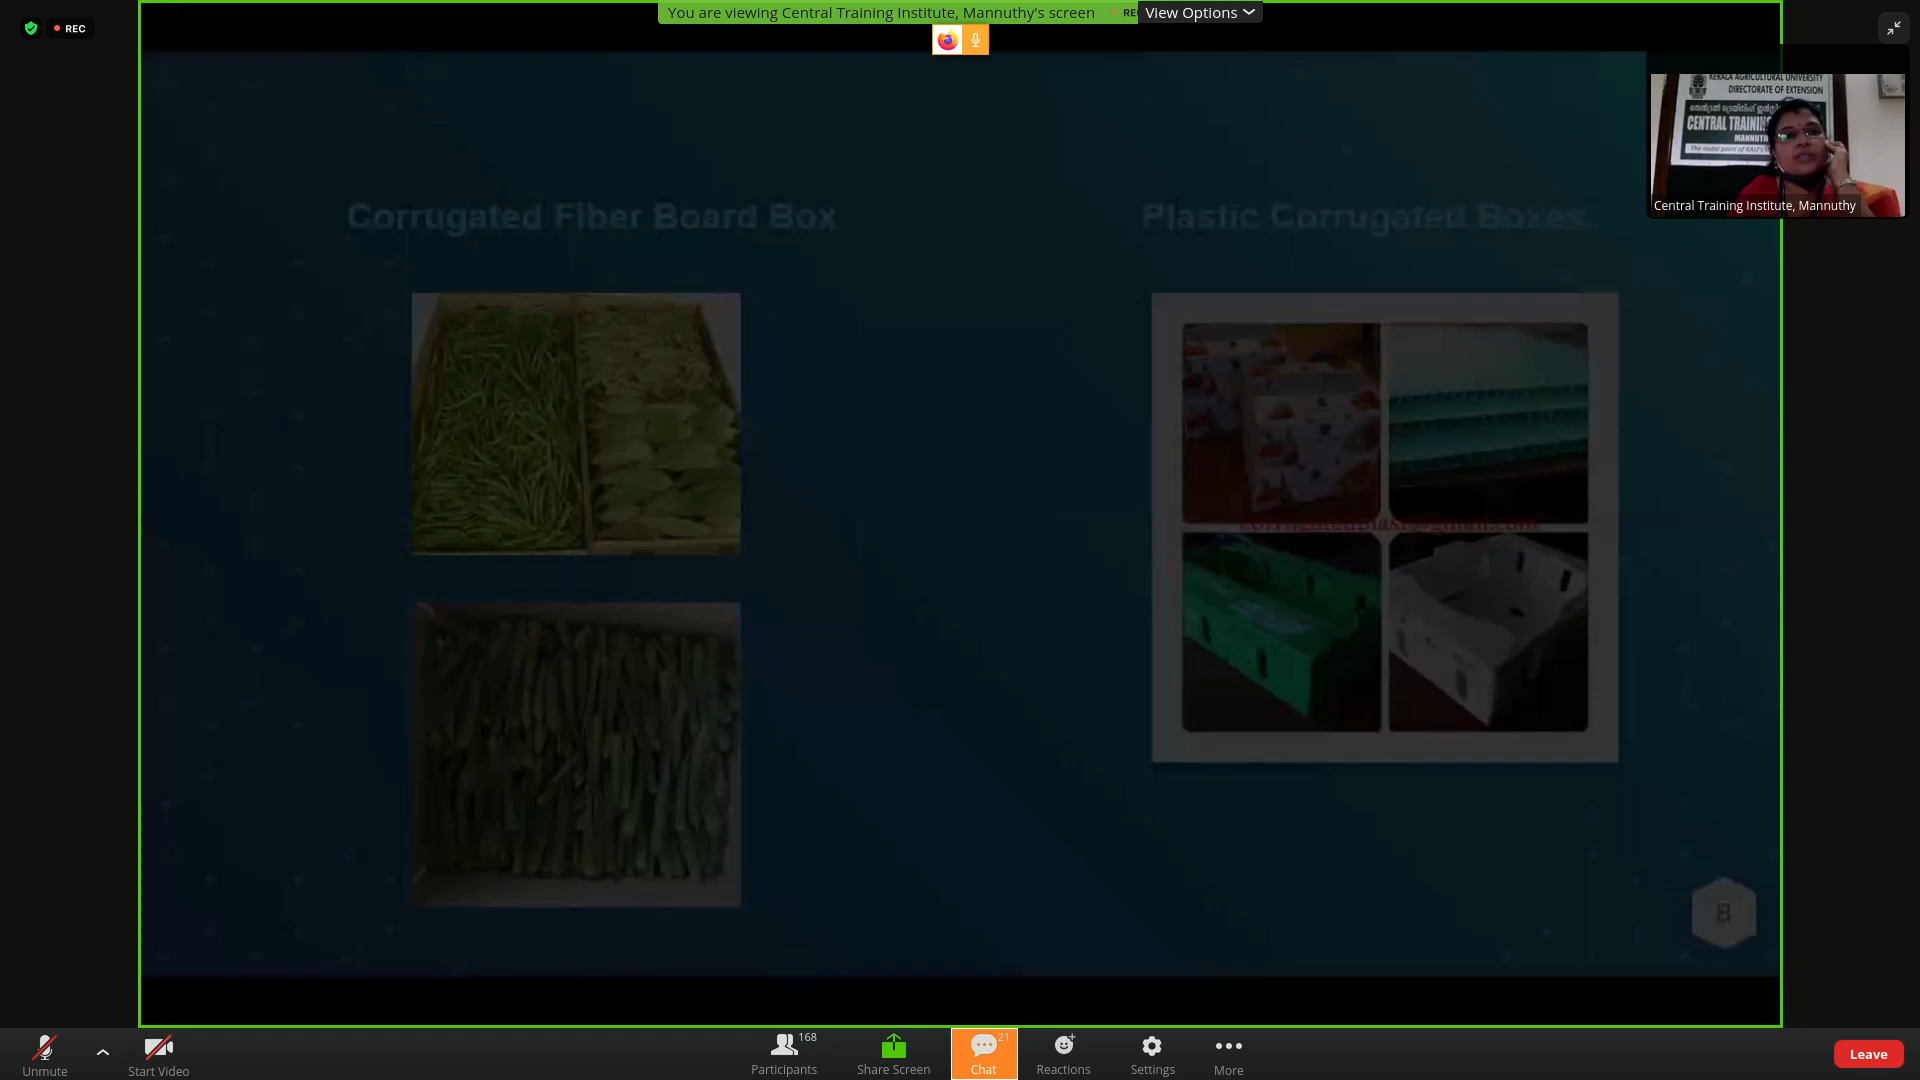 You are viewing Central Training Institute, Mannuthy's screen
View Options
REC
KERALA AGRICULTURAL UNIVERSITY
DIRECTORATE OF EXTENSION
CENTRAL
MANNUTH
Central Training Institute, Mannuthy
Corrugated Fiber Board Box
Plastic Corrugated Boxes
8
Unmute
Start Video
168
Participants
Share Screen
21
Chat
Reactions
Settings
More
Leave